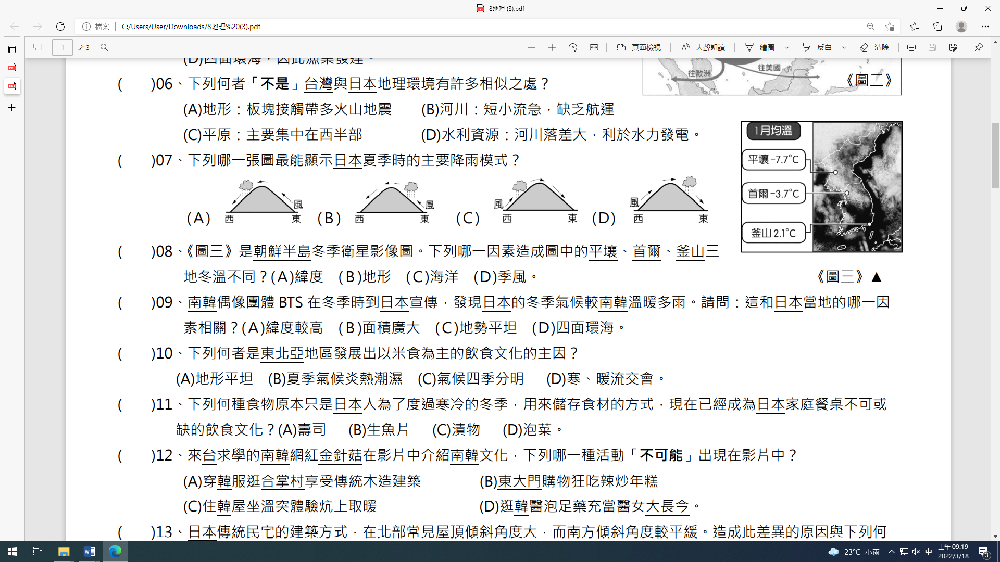 8地理 (3).pdf
檔案 C:/Users/User/Downloads/8地理%20(3).pdf
1 之 3 頁面檢視 大聲朗讀 繪圖 反白 清除
(D)四面環海，因此漁業發達。
往歐洲 往美國
《圖二》
( )06、下列何者「不是」台灣與日本地理環境有許多相似之處？
(A)地形：板塊接觸帶多火山地震 (B)河川：短小流急，缺乏航運
(C)平原：主要集中在西半部 (D)水利資源：河川落差大，利於水力發電。
1月均溫
平壤 -7.7°C
首爾 -3.7°C
釜山 2.1°C
( )07、下列哪一張圖最能顯示日本夏季時的主要降雨模式？
(A) 西 東 風 (B) 西 東 風 (C) 風 西 東 (D) 風 西 東
( )08、《圖三》是朝鮮半島冬季衛星影像圖。下列哪一因素造成圖中的平壤、首爾、釜山三
地冬溫不同？(A)緯度 (B)地形 (C)海洋 (D)季風。
《圖三》▲
( )09、南韓偶像團體 BTS 在冬季時到日本宣傳，發現日本的冬季氣候較南韓溫暖多雨。請問：這和日本當地的哪一因
素相關？(A)緯度較高 (B)面積廣大 (C)地勢平坦 (D)四面環海。
( )10、下列何者是東北亞地區發展出以米食為主的飲食文化的主因？
(A)地形平坦 (B)夏季氣候炎熱潮濕 (C)氣候四季分明 (D)寒、暖流交會。
( )11、下列何種食物原本只是日本人為了度過寒冷的冬季，用來儲存食材的方式，現在已經成為日本家庭餐桌不可或
缺的飲食文化？(A)壽司 (B)生魚片 (C)漬物 (D)泡菜。
( )12、來台求學的南韓網紅金針菇在影片中介紹南韓文化，下列哪一種活動「不可能」出現在影片中？
(A)穿韓服逛合掌村享受傳統木造建築 (B)東大門購物狂吃辣炒年糕
(C)住韓屋坐溫突體驗炕上取暖 (D)逛韓醫泡足藥充當醫女大長今。
( )13、日本傳統民宅的建築方式，在北部常見屋頂傾斜角度大，而南方傾斜角度較平緩。造成此差異的原因與下列何
23°C 小雨 中 上午 09:19
2022/3/18 3